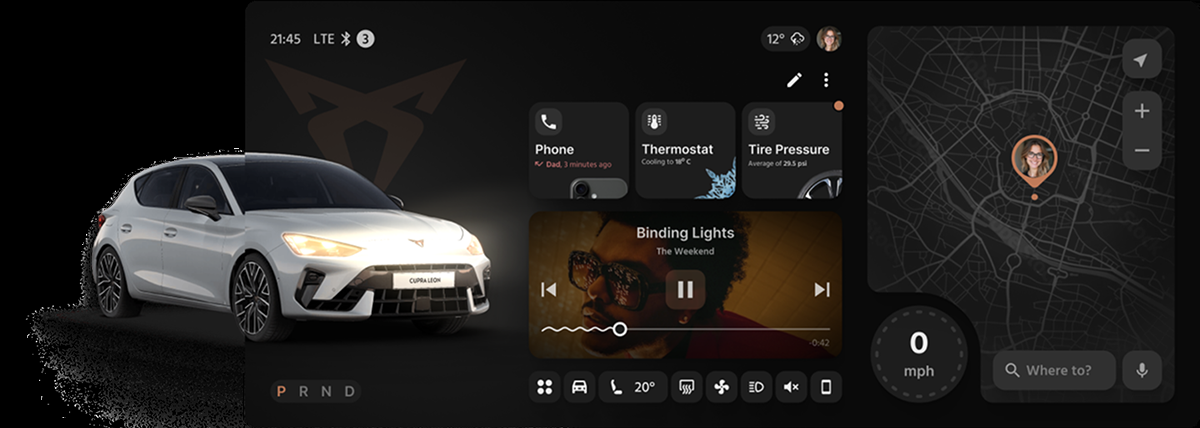 21:45 LTE 3
12°
Phone
Dad, 3 minutes ago
Thermostat
Cooling to 18° C
Tire Pressure
Average of 29.5 psi
CUPRA LEON
Binding Lights
The Weekend
-0:42
P R N D
20°
0
mph
Where to?